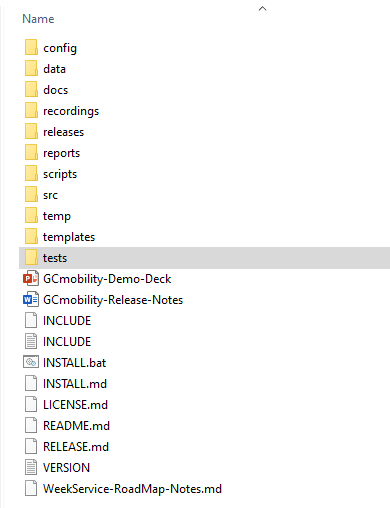 Name
config
data
docs
recordings
releases
reports
scripts
src
temp
templates
tests
GCmobility-Demo-Deck
GCmobility-Release-Notes
INCLUDE
INCLUDE
INSTALL.bat
INSTALL.md
LICENSE.md
README.md
RELEASE.md
VERSION
WeekService-RoadMap-Notes.md